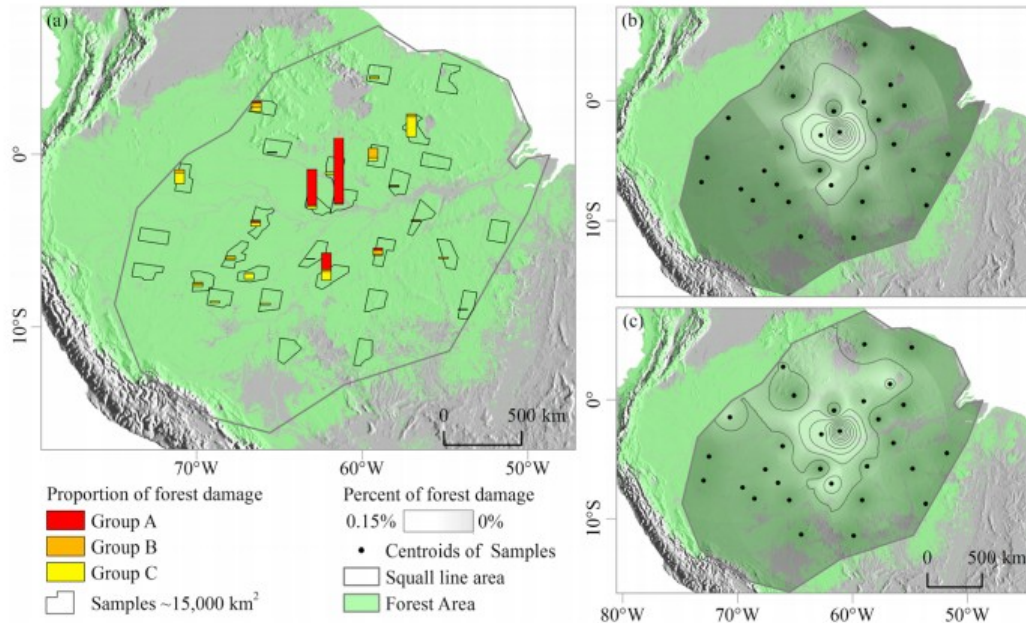 (a)
0°
10°S
0 500 km
70°W 60°W 50°W
(b)
0°
10°S
(c)
0°
10°S
0 500 km
80°W 70°W 60°W 50°W
Proportion of forest damage
Group A
Group B
Group C
Samples ~15,000 km²
Percent of forest damage
0.15% 0%
Centroids of Samples
Squall line area
Forest Area